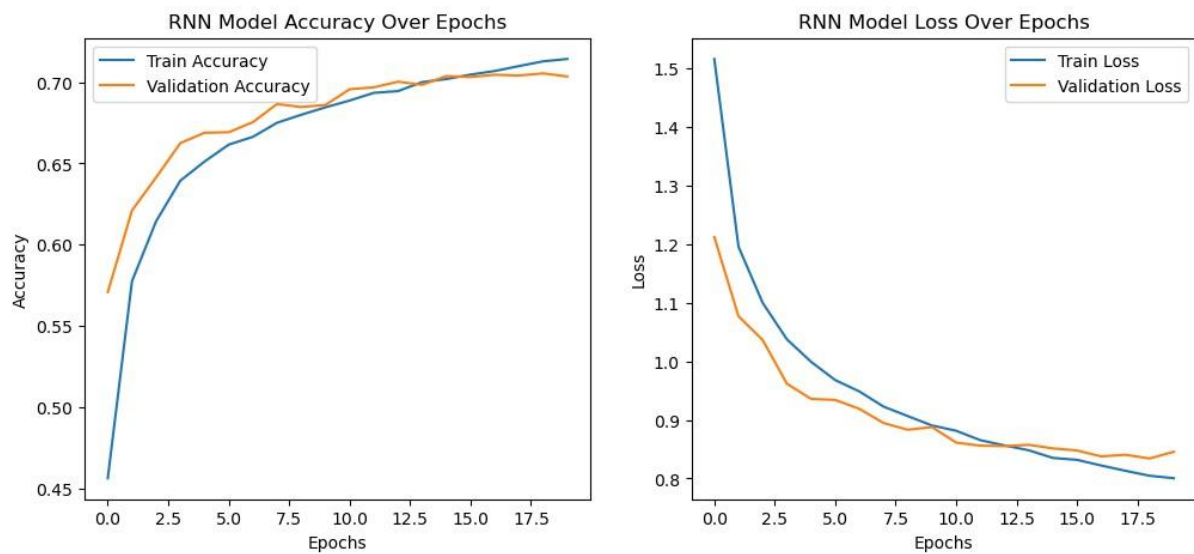 RNN Model Accuracy Over Epochs
Train Accuracy
Validation Accuracy
0.70
0.65
0.60
0.55
0.50
0.45
Accuracy
0.0 2.5 5.0 7.5 10.0 12.5 15.0 17.5
Epochs
RNN Model Loss Over Epochs
Train Loss
Validation Loss
1.5
1.4
1.3
1.2
1.1
1.0
0.9
0.8
Loss
0.0 2.5 5.0 7.5 10.0 12.5 15.0 17.5
Epochs